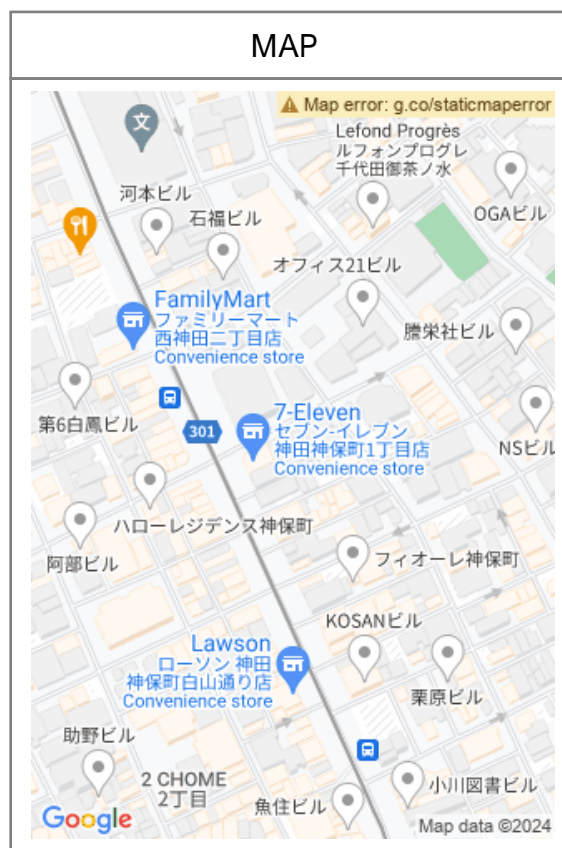 MAP
Map error: g.co/staticmaperror
文
Lefond Progrès
ルフォンプログレ
千代田御茶ノ水
河本ビル
石福ビル
OGAビル
オフィス21ビル
FamilyMart
ファミリーマート
西神田二丁目店
Convenience store
謄栄社ビル
第6白鳳ビル
301
7-Eleven
セブン-イレブン
神田神保町1丁目店
Convenience store
NSビル
ハローレジデンス神保町
阿部ビル
フィオーレ神保町
KOSANビル
Lawson
ローソン 神田
神保町白山通り店
Convenience store
栗原ビル
助野ビル
2 CHOME
2丁目
小川図書ビル
魚住ビル
Google
Map data ©2024